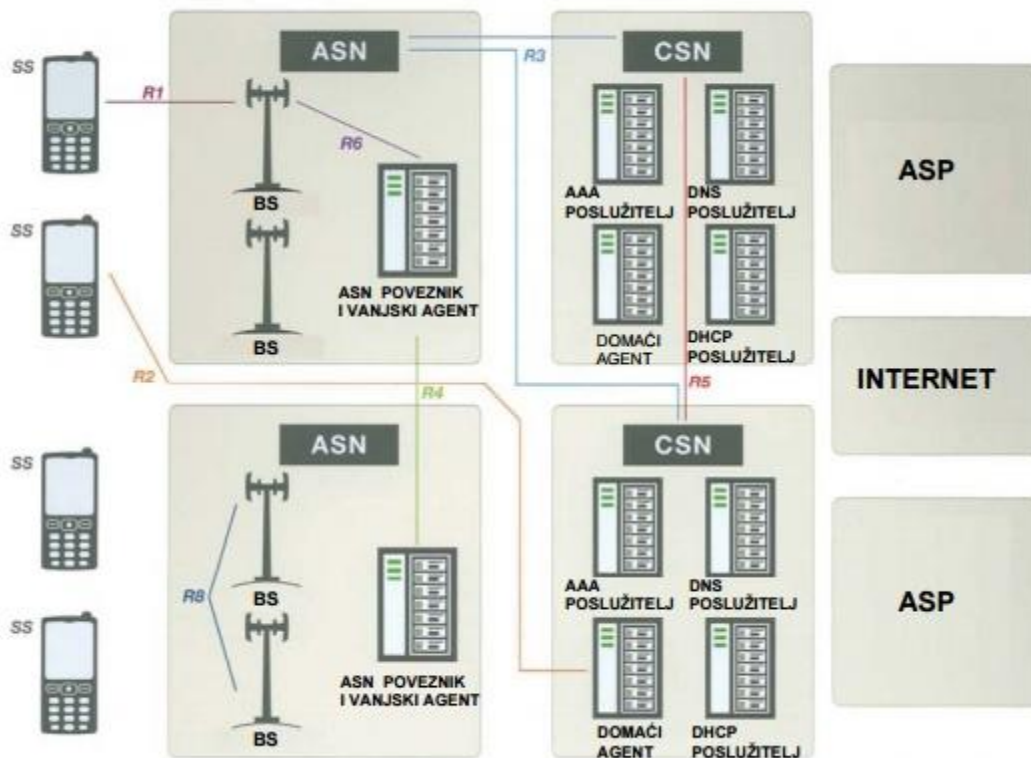 SS
R1
ASN
R6
BS
BS
ASN POVEZNIK
I VANJSKI AGENT
R3
CSN
AAA
POSLUŽITELJ
DNS
POSLUŽITELJ
DOMAĆI
AGENT
DHCP
POSLUŽITELJ
ASP
SS
R2
R4
R5
INTERNET
SS
ASN
R8
BS
BS
ASN POVEZNIK
I VANJSKI AGENT
CSN
AAA
POSLUŽITELJ
DNS
POSLUŽITELJ
DOMAĆI
AGENT
DHCP
POSLUŽITELJ
ASP
SS